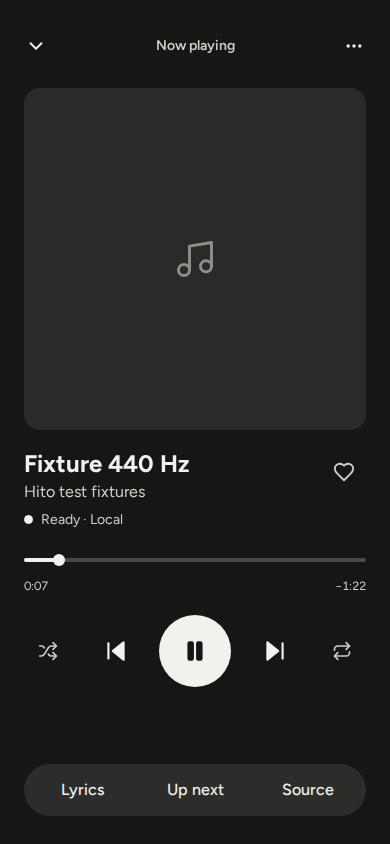 Now playing
Fixture 440 Hz
Hito test fixtures
Ready · Local
0:07
−1:22
Lyrics
Up next
Source